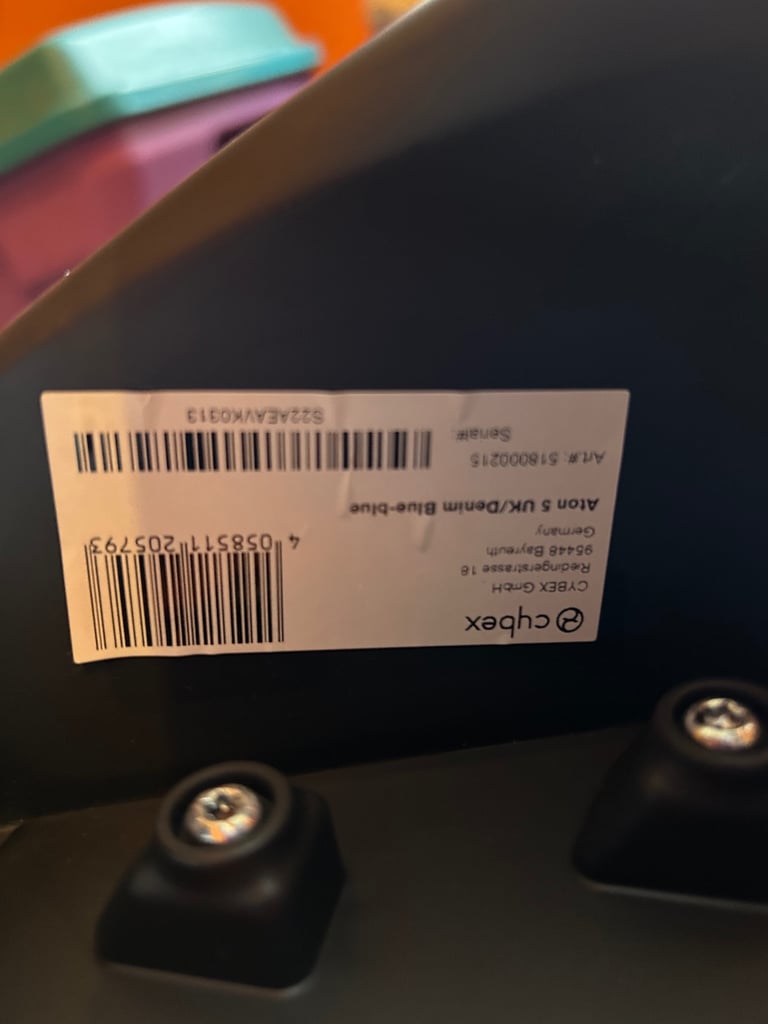 cybex
CYBEX GmbH
Riedingerstrasse 18
95448 Bayreuth
Germany
Aton 5 UK/Denim Blue-blue
Art.#: 518000215
Serial#:
S22AEAVK0313
4 058511 205793